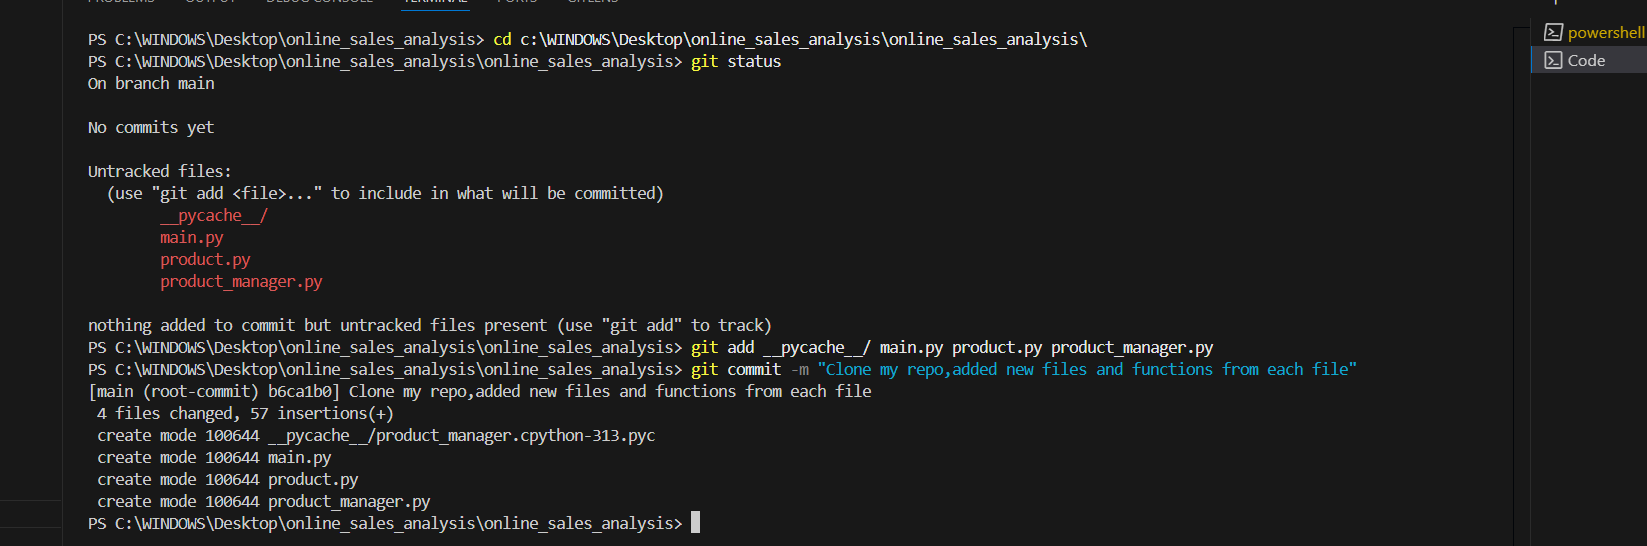 PROBLEMS OUTPUT DEBUG CONSOLE TERMINAL PORTS GITLENS
PS C:\WINDOWS\Desktop\online_sales_analysis> cd c:\WINDOWS\Desktop\online_sales_analysis\online_sales_analysis\
PS C:\WINDOWS\Desktop\online_sales_analysis\online_sales_analysis> git status
On branch main
No commits yet
Untracked files:
(use "git add <file>..." to include in what will be committed)
__pycache__/
main.py
product.py
product_manager.py
nothing added to commit but untracked files present (use "git add" to track)
PS C:\WINDOWS\Desktop\online_sales_analysis\online_sales_analysis> git add __pycache__/ main.py product.py product_manager.py
PS C:\WINDOWS\Desktop\online_sales_analysis\online_sales_analysis> git commit -m "Clone my repo,added new files and functions from each file"
[main (root-commit) b6ca1b0] Clone my repo,added new files and functions from each file
4 files changed, 57 insertions(+)
create mode 100644 __pycache__/product_manager.cpython-313.pyc
create mode 100644 main.py
create mode 100644 product.py
create mode 100644 product_manager.py
PS C:\WINDOWS\Desktop\online_sales_analysis\online_sales_analysis>
powershell
Code